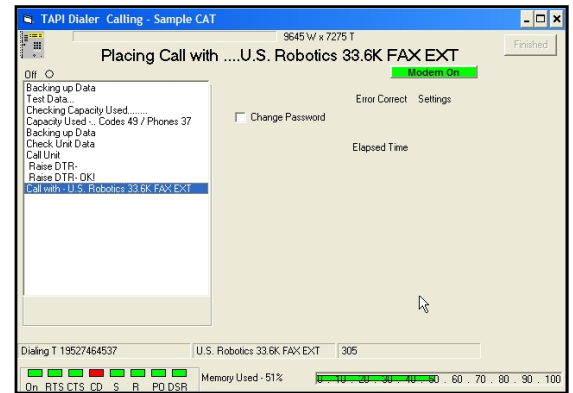 TAPI Dialer Calling - Sample CAT
9645 W x 7275 T
Placing Call with ....U.S. Robotics 33.6K FAX EXT
Finished
Modem On
Off
Backing up Data
Test Data...
Checking Capacity Used........
Capacity Used -.. Codes 49 / Phones 37
Backing up Data
Check Unit Data
Call Unit
Raise DTR-
Raise DTR- OK!
Call with - U.S. Robotics 33.6K FAX EXT
Error Correct Settings
Change Password
Elapsed Time
Dialing T 19527464537
U.S. Robotics 33.6K FAX EXT
305
On RTS CTS CD S R PO DSR
Memory Used - 51%
0 . 10 . 20 . 30 . 40 . 50 . 60 . 70 . 80 . 90 . 100